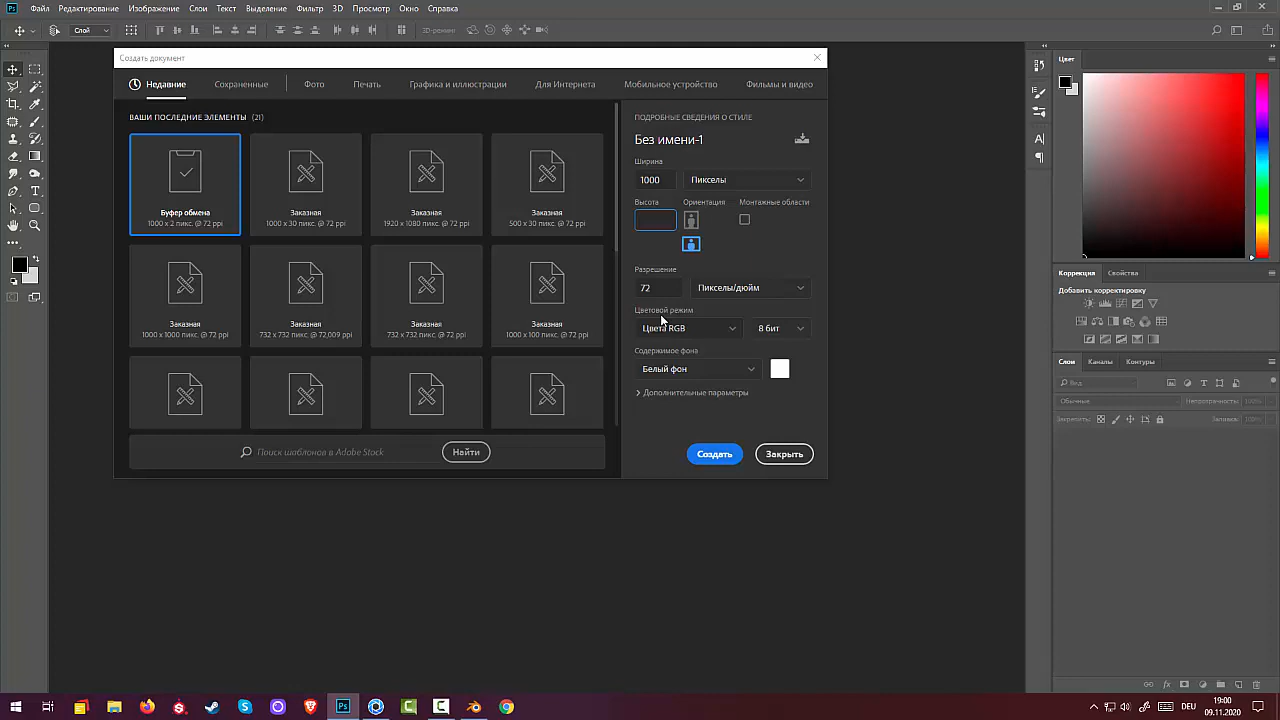 Ps Файл Редактирование Изображение Слои Текст Выделение Фильтр 3D Просмотр Окно Справка
Слой 3D-режим:
Создать документ
Недавние Сохраненные Фото Печать Графика и иллюстрации Для Интернета Мобильное устройство Фильмы и видео
ВАШИ ПОСЛЕДНИЕ ЭЛЕМЕНТЫ (21)
Буфер обмена
1000 x 2 пикс. @ 72 ppi
Заказная
1000 x 30 пикс. @ 72 ppi
Заказная
1920 x 1080 пикс. @ 72 ppi
Заказная
500 x 30 пикс. @ 72 ppi
Заказная
1000 x 1000 пикс. @ 72 ppi
Заказная
732 x 732 пикс. @ 72,009 ppi
Заказная
732 x 732 пикс. @ 72 ppi
Заказная
1000 x 100 пикс. @ 72 ppi
Поиск шаблонов в Adobe Stock Найти
ПОДРОБНЫЕ СВЕДЕНИЯ О СТИЛЕ
Без имени-1
Ширина
1000 Пикселы
Высота Ориентация Монтажные области
Разрешение
72 Пикселы/дюйм
Цветовой режим
Цвета RGB 8 бит
Содержимое фона
Белый фон
Дополнительные параметры
Создать Закрыть
Цвет
Коррекция Свойства
Добавить корректировку
Слои Каналы Контуры
Вид
Обычные Непрозрачность: 100%
Закрепить: Заливка: 100%
Ps
DEU
19:00
09.11.2020